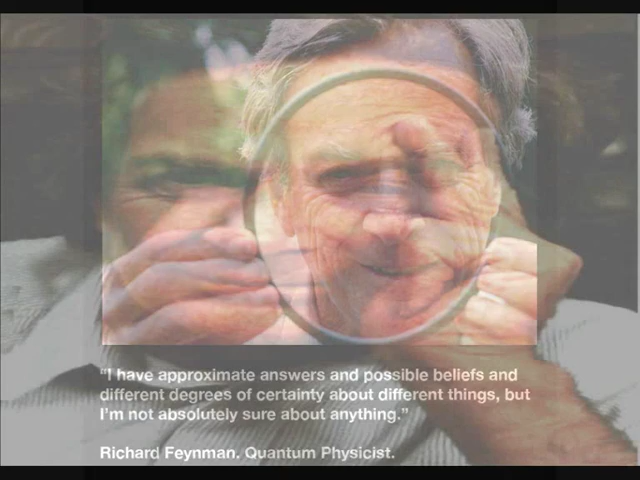 "I have approximate answers and possible beliefs and
different degrees of certainty about different things, but
I'm not absolutely sure about anything."
Richard Feynman. Quantum Physicist.